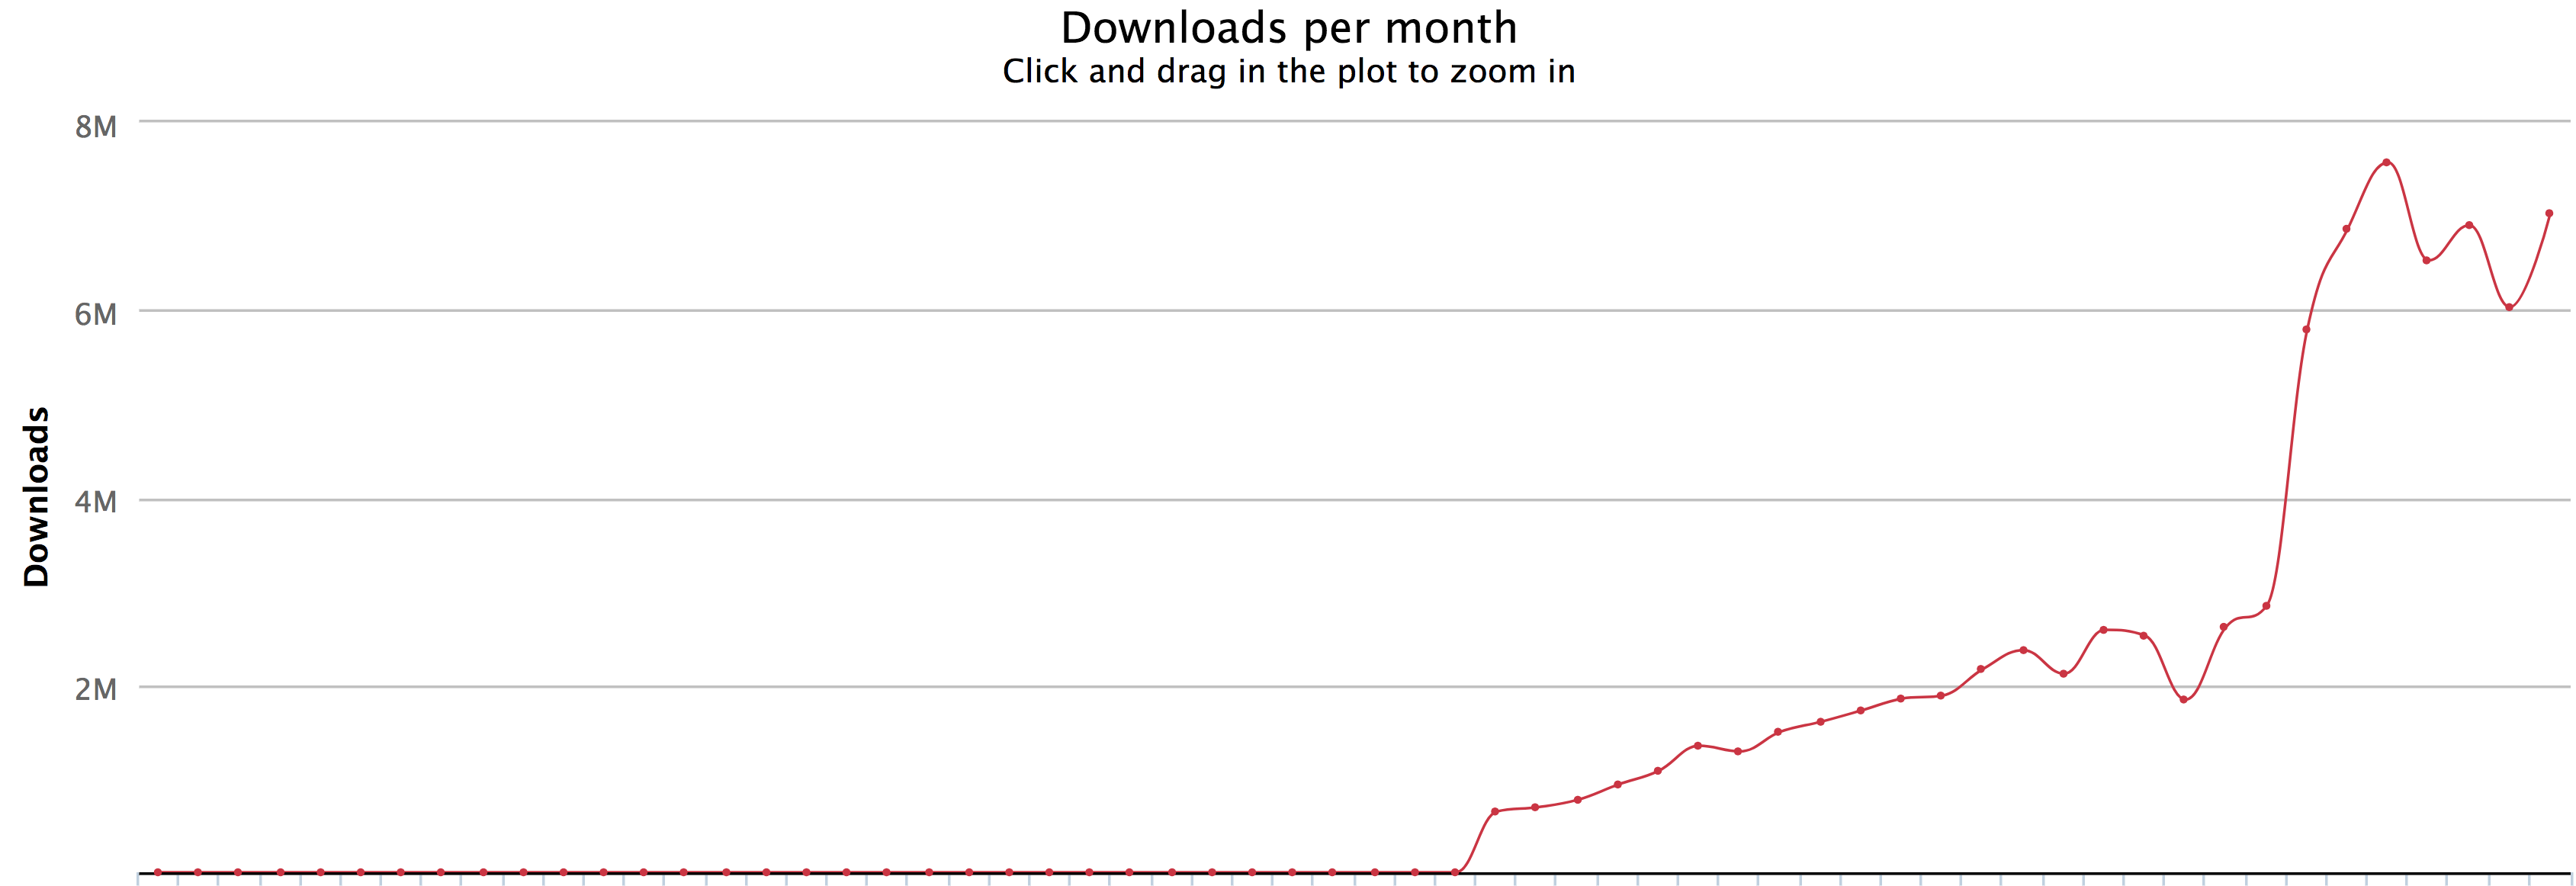 Downloads per month
Click and drag in the plot to zoom in
8M
6M
4M
2M
Downloads